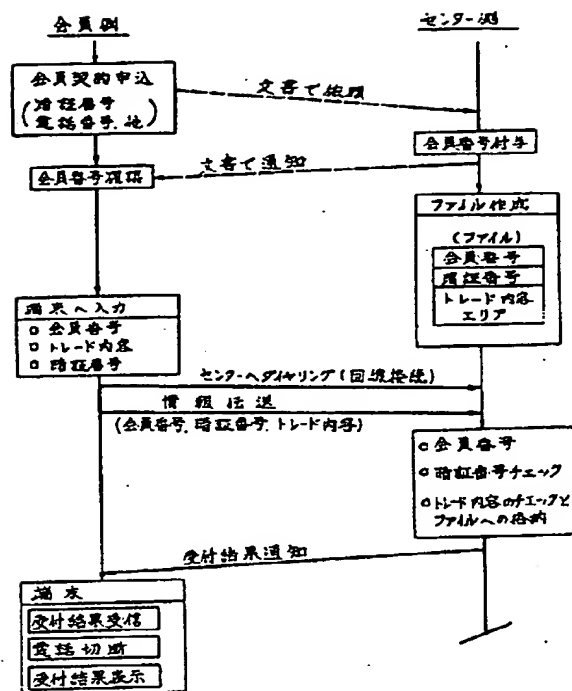 会員側
センター側
会員契約申込
(暗証番号
電話番号、他)
文書で依頼
会員番号付与
文書で通知
会員番号確認
ファイル作成
(ファイル)
会員番号
暗証番号
トレード内容
エリア
端末へ入力
□ 会員番号
□ トレード内容
□ 暗証番号
センターへダイヤリング(回線接続)
情報伝送
(会員番号、暗証番号、トレード内容)
○ 会員番号
○ 暗証番号チェック
○ トレード内容のチェックと
ファイルへの格納
受付結果通知
端末
受付結果受信
電話切断
受付結果表示